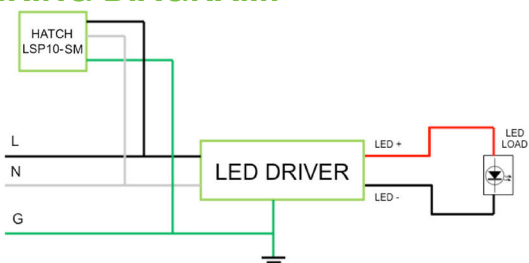 HATCH
LSP10-SM
L
N
G
LED DRIVER
LED +
LED -
LED
LOAD